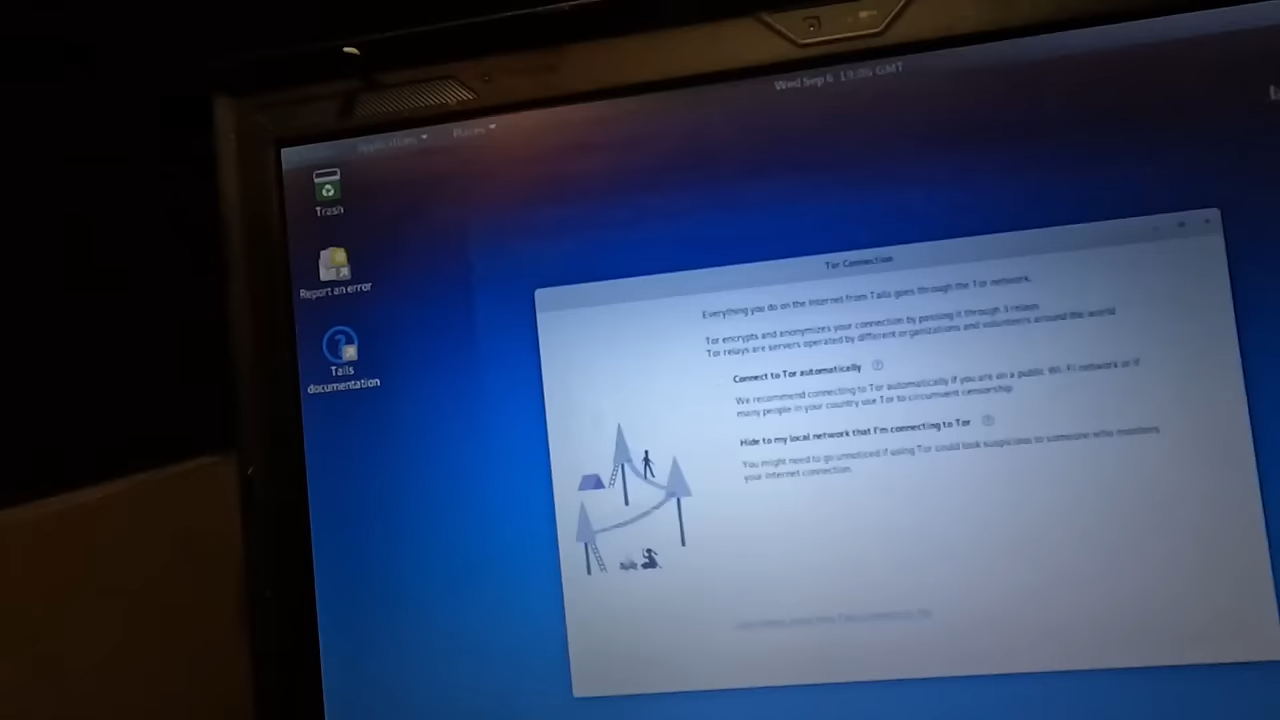 Wed Sep 6 19:05 GMT
Applications
Places
Trash
Report an error
Tails
documentation
Tor Connection
Everything you do on the Internet from Tails goes through the Tor network.
Tor encrypts and anonymizes your connection by passing it through 3 relays.
Tor relays are servers operated by different organizations and volunteers around the world
Connect to Tor automatically
We recommend connecting to Tor automatically if you are on a public Wi-Fi network or if
many people in your country use Tor to circumvent censorship.
Hide to my local network that I'm connecting to Tor
You might need to go unnoticed if using Tor could look suspicious to someone who monitors
your Internet connection.